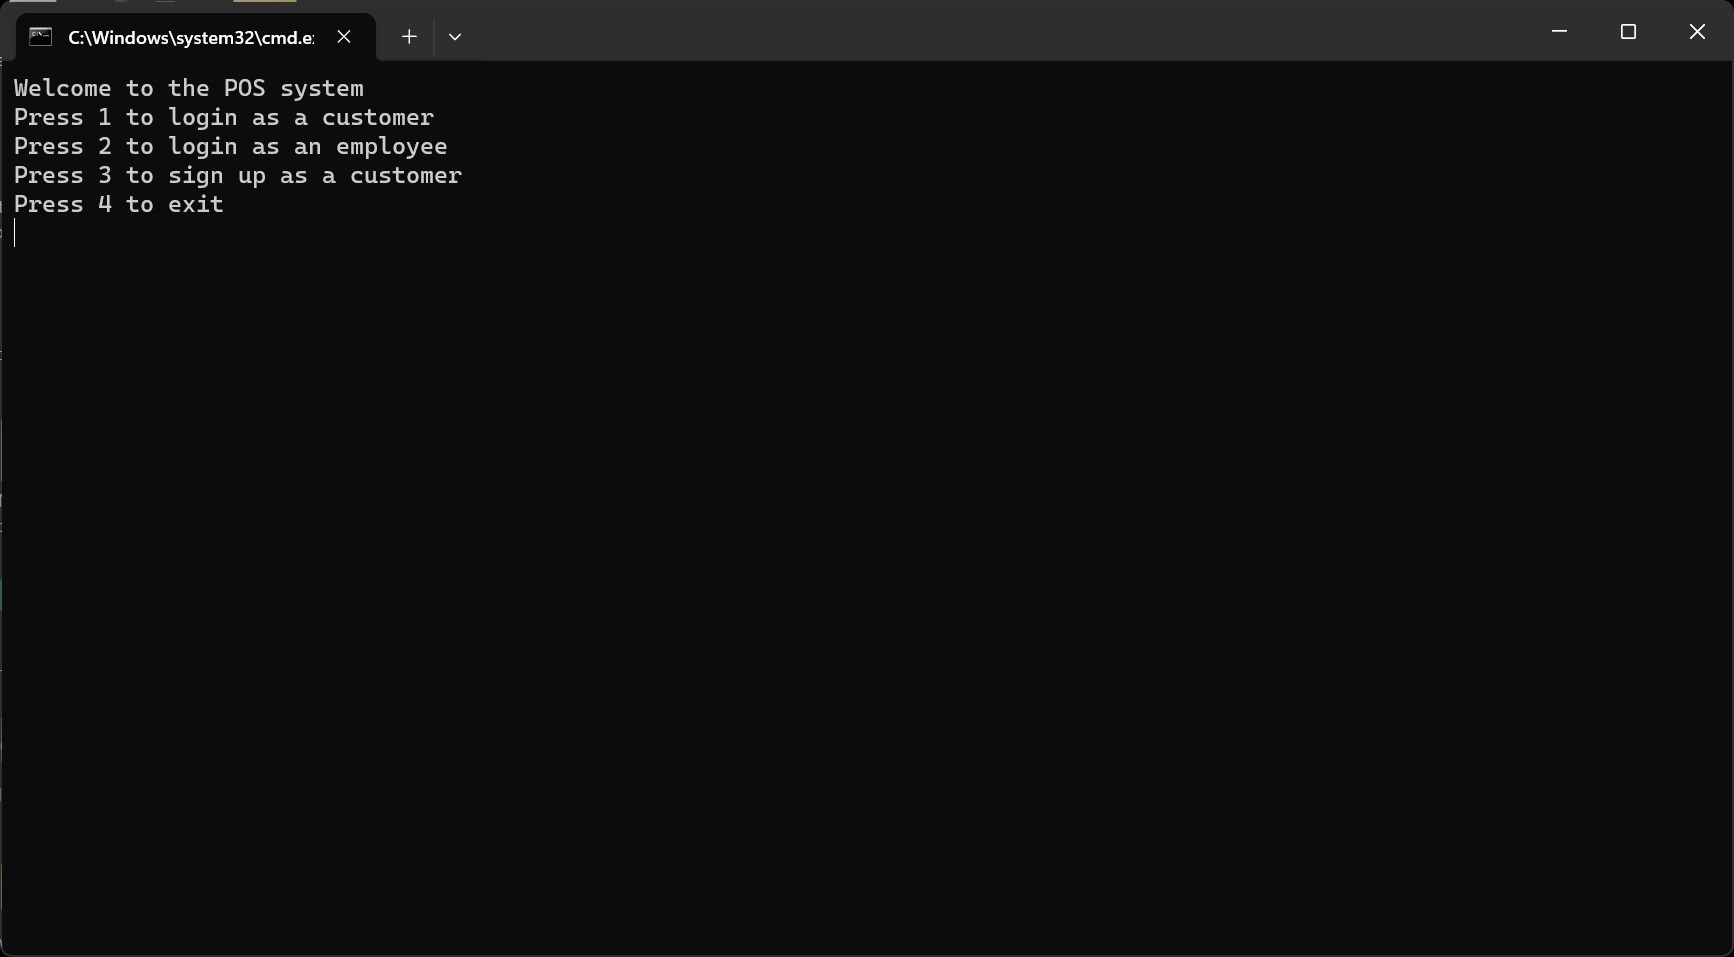 C:\Windows\system32\cmd.e
Welcome to the POS system
Press 1 to login as a customer
Press 2 to login as an employee
Press 3 to sign up as a customer
Press 4 to exit